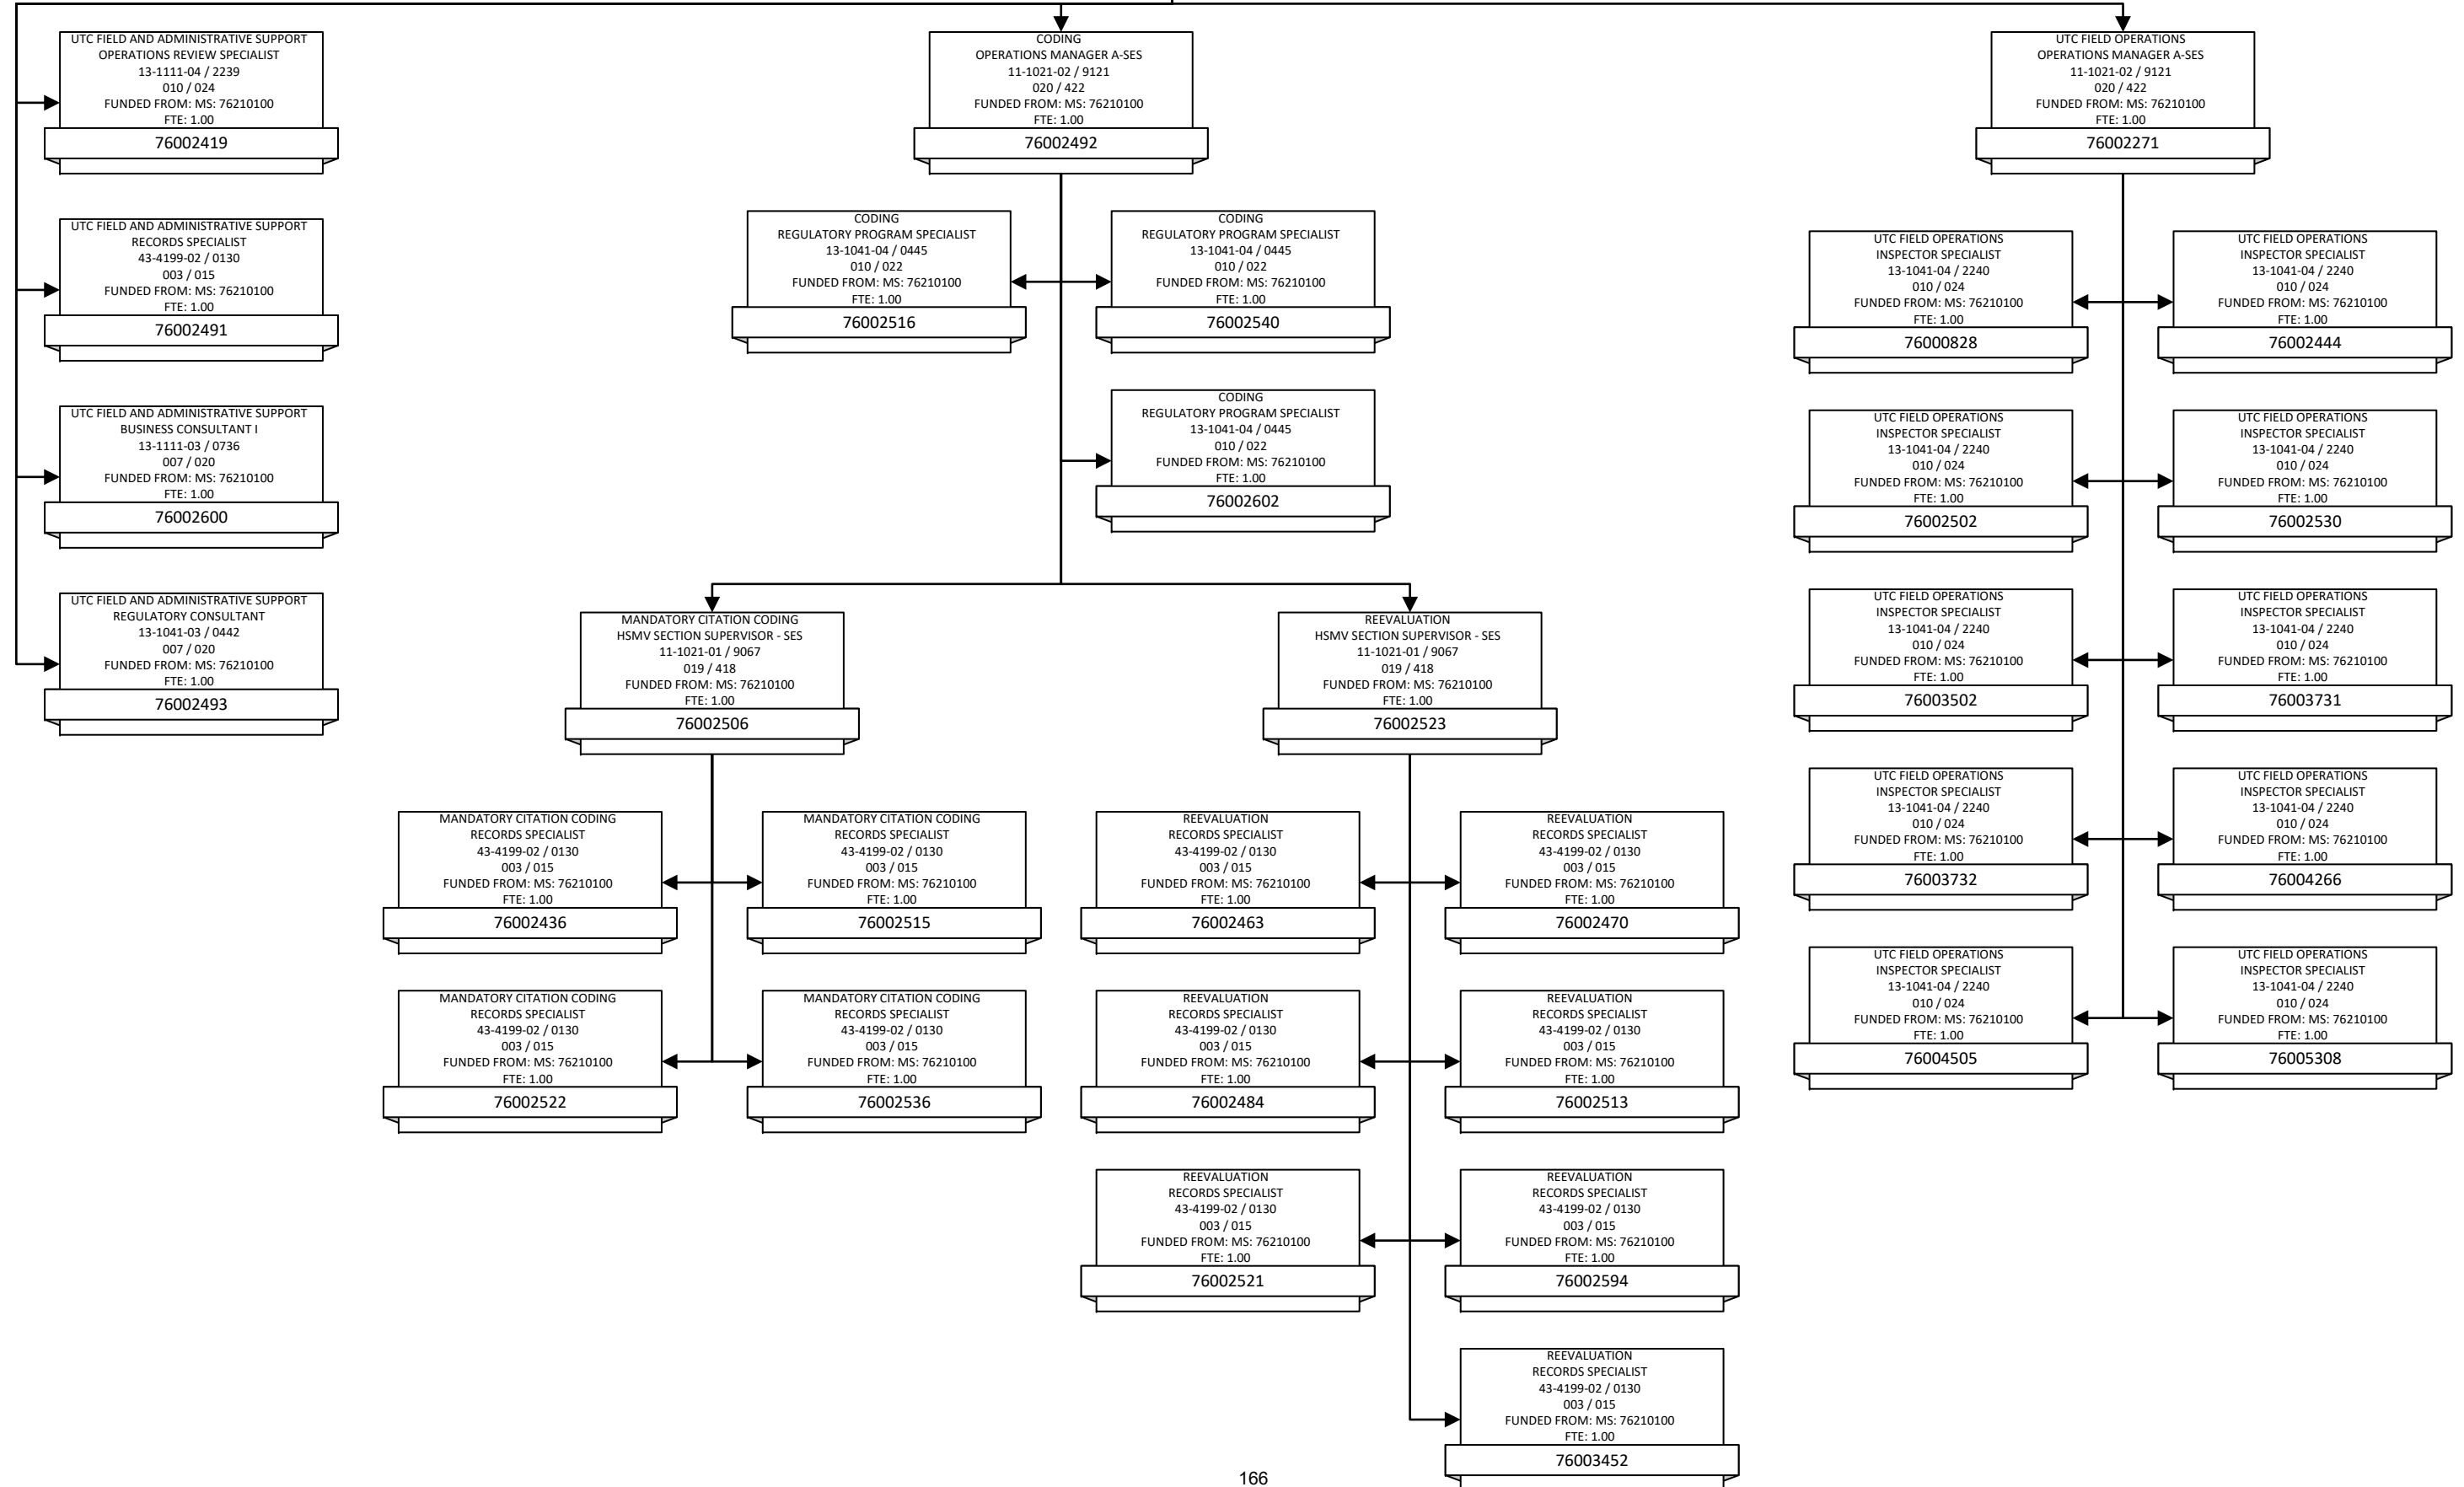 UTC FIELD AND ADMINISTRATIVE SUPPORT
OPERATIONS REVIEW SPECIALIST
13-1111-04 / 2239
010 / 024
FUNDED FROM: MS: 76210100
FTE: 1.00
76002419
UTC FIELD AND ADMINISTRATIVE SUPPORT
RECORDS SPECIALIST
43-4199-02 / 0130
003 / 015
FUNDED FROM: MS: 76210100
FTE: 1.00
76002491
UTC FIELD AND ADMINISTRATIVE SUPPORT
BUSINESS CONSULTANT I
13-1111-03 / 0736
007 / 020
FUNDED FROM: MS: 76210100
FTE: 1.00
76002600
UTC FIELD AND ADMINISTRATIVE SUPPORT
REGULATORY CONSULTANT
13-1041-03 / 0442
007 / 020
FUNDED FROM: MS: 76210100
FTE: 1.00
76002493
CODING
OPERATIONS MANAGER A-SES
11-1021-02 / 9121
020 / 422
FUNDED FROM: MS: 76210100
FTE: 1.00
76002492
CODING
REGULATORY PROGRAM SPECIALIST
13-1041-04 / 0445
010 / 022
FUNDED FROM: MS: 76210100
FTE: 1.00
76002516
CODING
REGULATORY PROGRAM SPECIALIST
13-1041-04 / 0445
010 / 022
FUNDED FROM: MS: 76210100
FTE: 1.00
76002540
CODING
REGULATORY PROGRAM SPECIALIST
13-1041-04 / 0445
010 / 022
FUNDED FROM: MS: 76210100
FTE: 1.00
76002602
MANDATORY CITATION CODING
HSMV SECTION SUPERVISOR - SES
11-1021-01 / 9067
019 / 418
FUNDED FROM: MS: 76210100
FTE: 1.00
76002506
MANDATORY CITATION CODING
RECORDS SPECIALIST
43-4199-02 / 0130
003 / 015
FUNDED FROM: MS: 76210100
FTE: 1.00
76002436
MANDATORY CITATION CODING
RECORDS SPECIALIST
43-4199-02 / 0130
003 / 015
FUNDED FROM: MS: 76210100
FTE: 1.00
76002515
MANDATORY CITATION CODING
RECORDS SPECIALIST
43-4199-02 / 0130
003 / 015
FUNDED FROM: MS: 76210100
FTE: 1.00
76002522
MANDATORY CITATION CODING
RECORDS SPECIALIST
43-4199-02 / 0130
003 / 015
FUNDED FROM: MS: 76210100
FTE: 1.00
76002536
REEVALUATION
HSMV SECTION SUPERVISOR - SES
11-1021-01 / 9067
019 / 418
FUNDED FROM: MS: 76210100
FTE: 1.00
76002523
REEVALUATION
RECORDS SPECIALIST
43-4199-02 / 0130
003 / 015
FUNDED FROM: MS: 76210100
FTE: 1.00
76002463
REEVALUATION
RECORDS SPECIALIST
43-4199-02 / 0130
003 / 015
FUNDED FROM: MS: 76210100
FTE: 1.00
76002470
REEVALUATION
RECORDS SPECIALIST
43-4199-02 / 0130
003 / 015
FUNDED FROM: MS: 76210100
FTE: 1.00
76002484
REEVALUATION
RECORDS SPECIALIST
43-4199-02 / 0130
003 / 015
FUNDED FROM: MS: 76210100
FTE: 1.00
76002513
REEVALUATION
RECORDS SPECIALIST
43-4199-02 / 0130
003 / 015
FUNDED FROM: MS: 76210100
FTE: 1.00
76002521
REEVALUATION
RECORDS SPECIALIST
43-4199-02 / 0130
003 / 015
FUNDED FROM: MS: 76210100
FTE: 1.00
76002594
REEVALUATION
RECORDS SPECIALIST
43-4199-02 / 0130
003 / 015
FUNDED FROM: MS: 76210100
FTE: 1.00
76003452
UTC FIELD OPERATIONS
OPERATIONS MANAGER A-SES
11-1021-02 / 9121
020 / 422
FUNDED FROM: MS: 76210100
FTE: 1.00
76002271
UTC FIELD OPERATIONS
INSPECTOR SPECIALIST
13-1041-04 / 2240
010 / 024
FUNDED FROM: MS: 76210100
FTE: 1.00
76000828
UTC FIELD OPERATIONS
INSPECTOR SPECIALIST
13-1041-04 / 2240
010 / 024
FUNDED FROM: MS: 76210100
FTE: 1.00
76002444
UTC FIELD OPERATIONS
INSPECTOR SPECIALIST
13-1041-04 / 2240
010 / 024
FUNDED FROM: MS: 76210100
FTE: 1.00
76002502
UTC FIELD OPERATIONS
INSPECTOR SPECIALIST
13-1041-04 / 2240
010 / 024
FUNDED FROM: MS: 76210100
FTE: 1.00
76002530
UTC FIELD OPERATIONS
INSPECTOR SPECIALIST
13-1041-04 / 2240
010 / 024
FUNDED FROM: MS: 76210100
FTE: 1.00
76003502
UTC FIELD OPERATIONS
INSPECTOR SPECIALIST
13-1041-04 / 2240
010 / 024
FUNDED FROM: MS: 76210100
FTE: 1.00
76003731
UTC FIELD OPERATIONS
INSPECTOR SPECIALIST
13-1041-04 / 2240
010 / 024
FUNDED FROM: MS: 76210100
FTE: 1.00
76003732
UTC FIELD OPERATIONS
INSPECTOR SPECIALIST
13-1041-04 / 2240
010 / 024
FUNDED FROM: MS: 76210100
FTE: 1.00
76004266
UTC FIELD OPERATIONS
INSPECTOR SPECIALIST
13-1041-04 / 2240
010 / 024
FUNDED FROM: MS: 76210100
FTE: 1.00
76004505
UTC FIELD OPERATIONS
INSPECTOR SPECIALIST
13-1041-04 / 2240
010 / 024
FUNDED FROM: MS: 76210100
FTE: 1.00
76005308
166